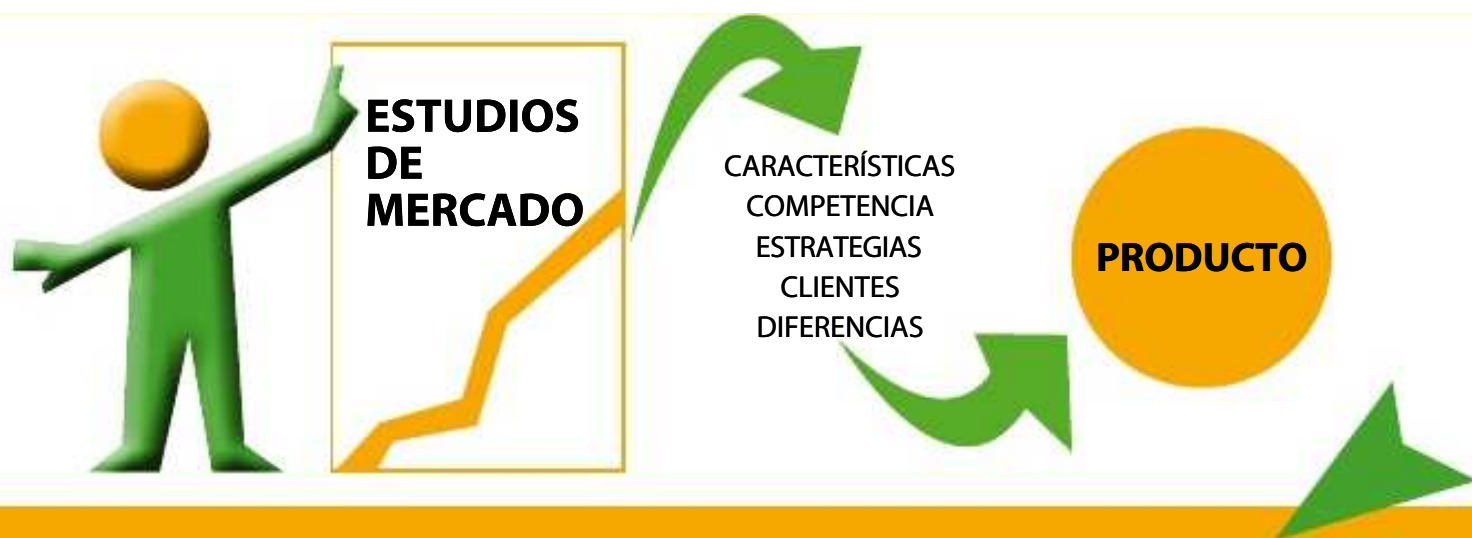 ESTUDIOS
DE
MERCADO
CARACTERÍSTICAS
COMPETENCIA
ESTRATEGIAS
CLIENTES
DIFERENCIAS
PRODUCTO